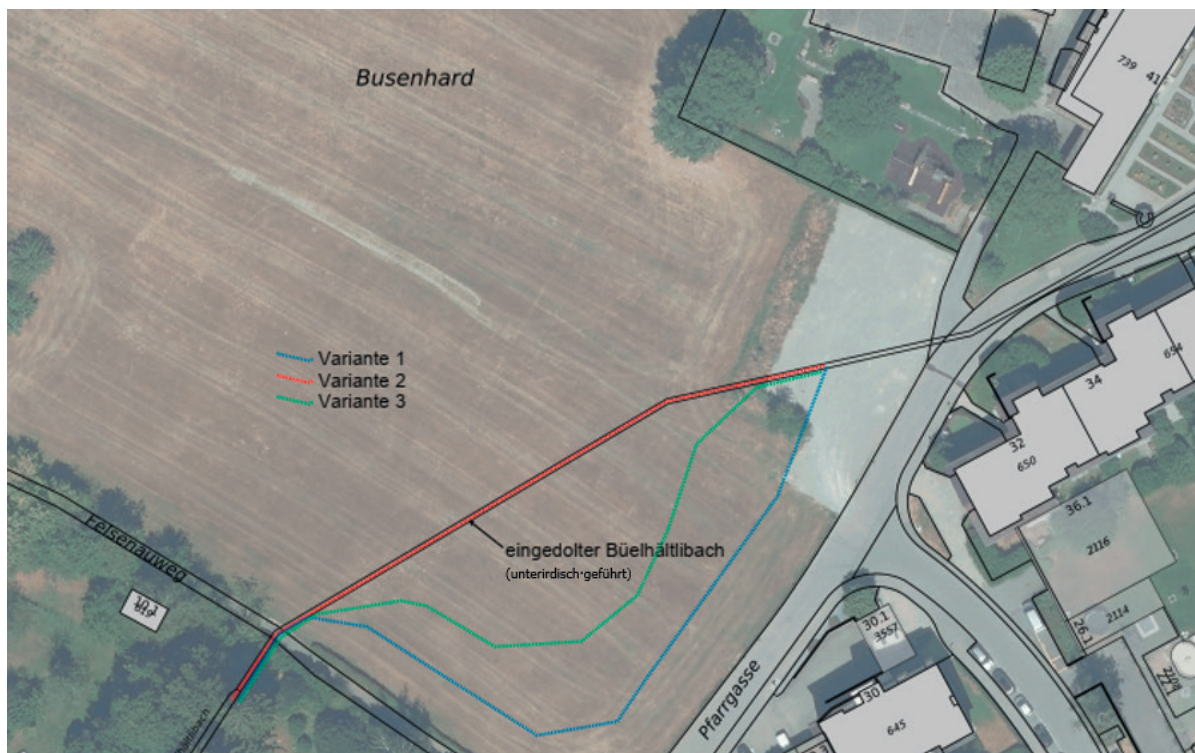 Busenhard
739
41
Variante 1
Variante 2
Variante 3
654
34
32
650
36.1
2116
eingedolter Büelhältlibach
(unterirdisch·geführt)
Felsenauweg
10.1
2114
26.1
30.1
3557
Pfarrgasse
30
645